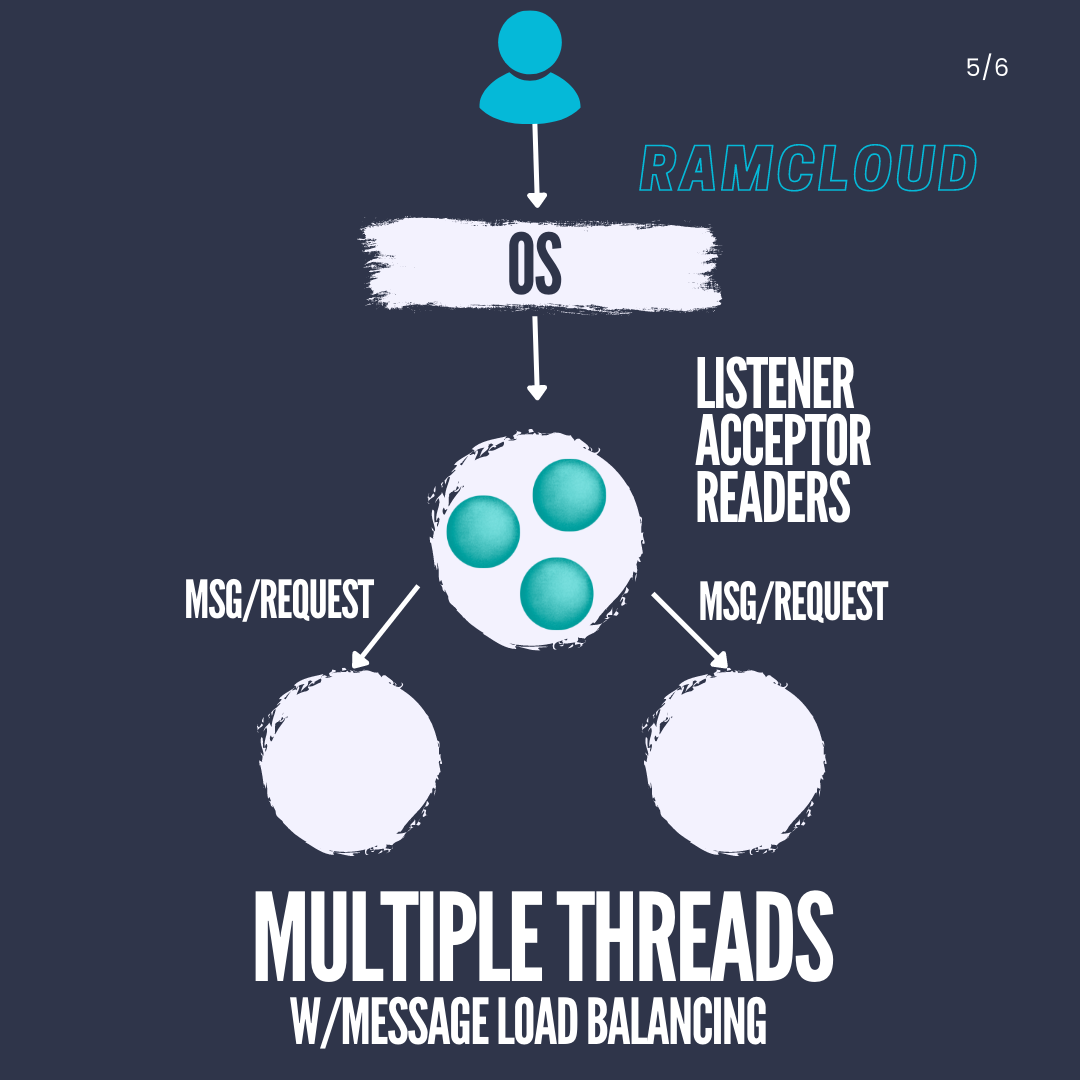 5/6
RAMCLOUD
OS
LISTENER
ACCEPTOR
READERS
MSG/REQUEST
MSG/REQUEST
MULTIPLE THREADS
W/MESSAGE LOAD BALANCING